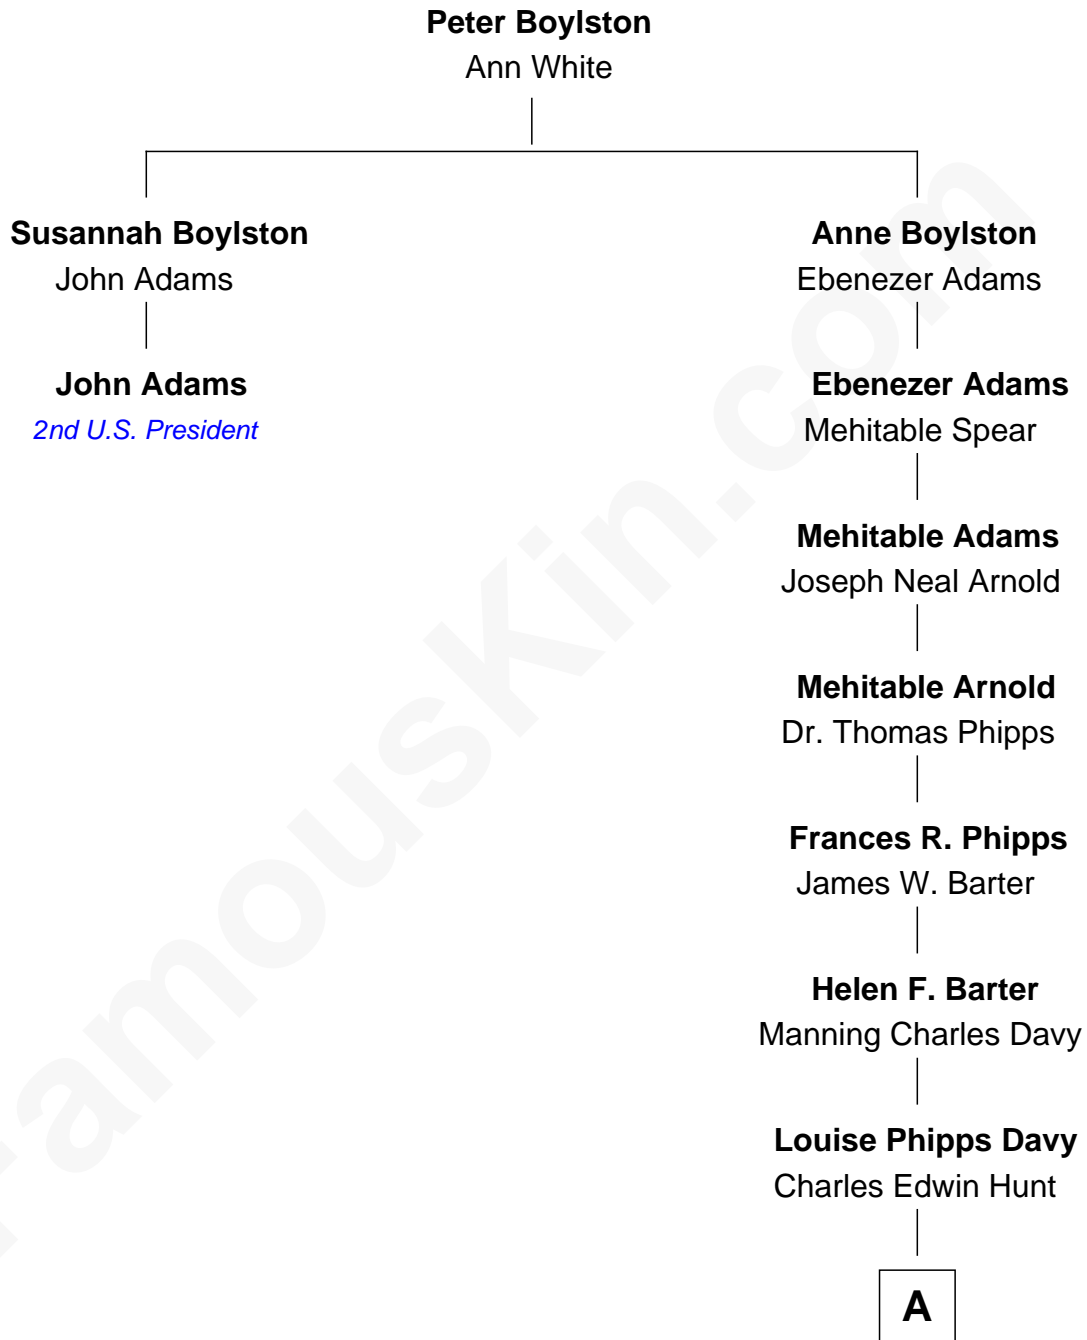 Peter Boylston
Ann White
Susannah Boylston
John Adams
Anne Boylston
Ebenezer Adams
John Adams
2nd U.S. President
Ebenezer Adams
Mehitable Spear
Mehitable Adams
Joseph Neal Arnold
Mehitable Arnold
Dr. Thomas Phipps
Frances R. Phipps
James W. Barter
Helen F. Barter
Manning Charles Davy
Louise Phipps Davy
Charles Edwin Hunt
A
FamousKin.com